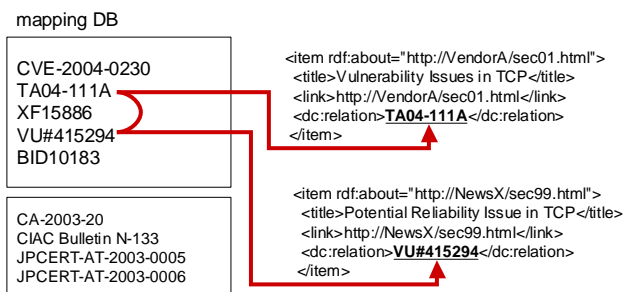 mapping DB
CVE-2004-0230
TA04-111A
XF15886
VU#415294
BID10183
CA-2003-20
CIAC Bulletin N-133
JPCERT-AT-2003-0005
JPCERT-AT-2003-0006
<item rdf:about="http://VendorA/sec01.html">
<title>Vulnerability Issues in TCP</title>
<link>http://VendorA/sec01.html</link>
<dc:relation>TA04-111A</dc:relation>
</item>
<item rdf:about="http://NewsX/sec99.html">
<title>Potential Reliability Issue in TCP</title>
<link>http://NewsX/sec99.html</link>
<dc:relation>VU#415294</dc:relation>
</item>